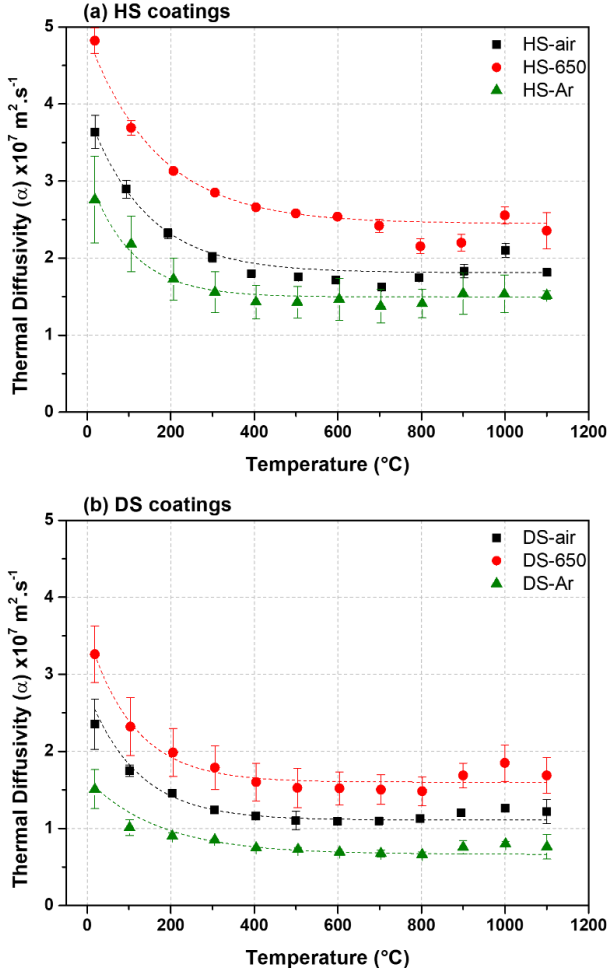 (a) HS coatings
5
4
3
2
1
0
Thermal Diffusivity (α) x10⁷ m².s⁻¹
HS-air
HS-650
HS-Ar
0 200 400 600 800 1000 1200
Temperature (°C)
(b) DS coatings
5
4
3
2
1
0
Thermal Diffusivity (α) x10⁷ m².s⁻¹
DS-air
DS-650
DS-Ar
0 200 400 600 800 1000 1200
Temperature (°C)